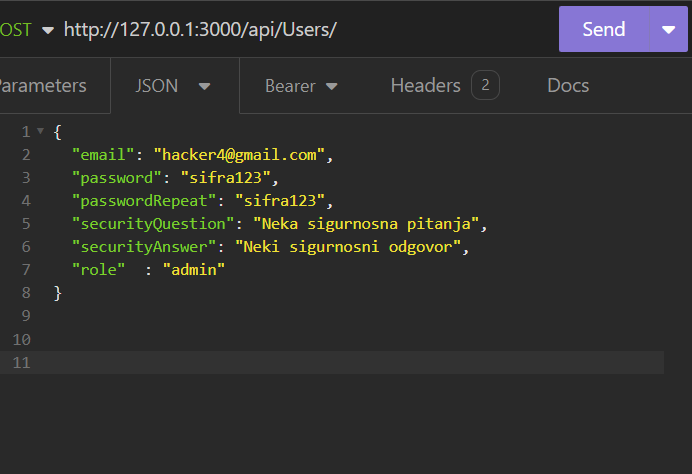 OST http://127.0.0.1:3000/api/Users/ Send
Parameters JSON Bearer Headers 2 Docs
1 {
2 "email": "hacker4@gmail.com",
3 "password": "sifra123",
4 "passwordRepeat": "sifra123",
5 "securityQuestion": "Neka sigurnosna pitanja",
6 "securityAnswer": "Neki sigurnosni odgovor",
7 "role"  : "admin"
8 }
9
10
11